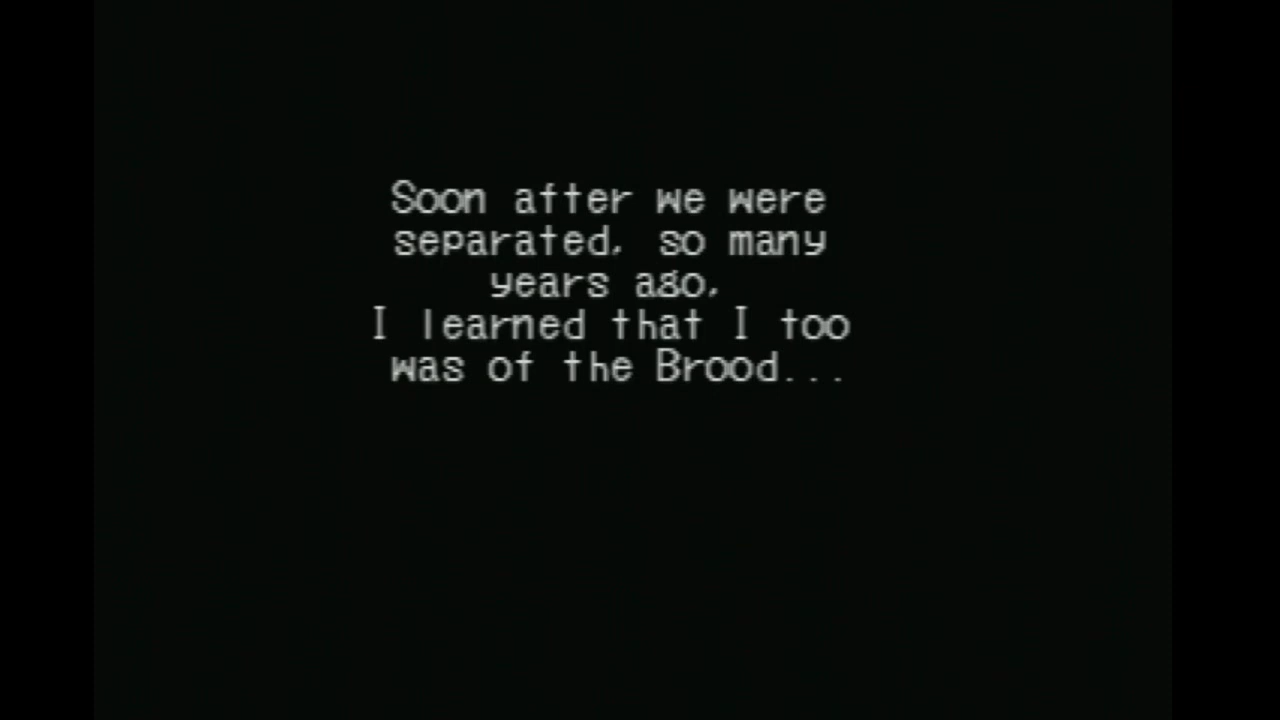 Soon after we were
separated, so many
years ago,
I learned that I too
was of the Brood...